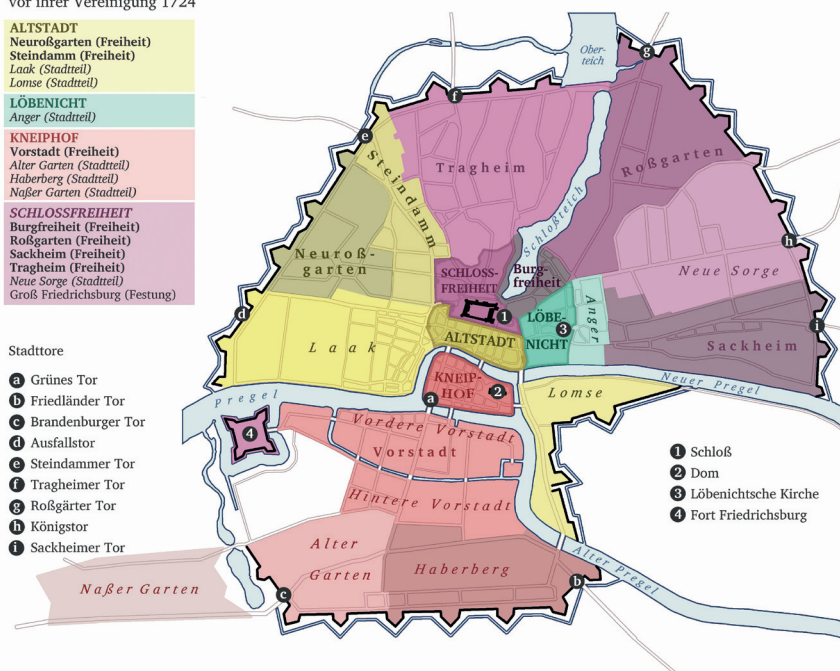 vor ihrer Vereinigung 1724
ALTSTADT
Neuroßgarten (Freiheit)
Steindamm (Freiheit)
Laak (Stadtteil)
Lomse (Stadtteil)
LÖBENICHT
Anger (Stadtteil)
KNEIPHOF
Vorstadt (Freiheit)
Alter Garten (Stadtteil)
Haberberg (Stadtteil)
Naßer Garten (Stadtteil)
SCHLOSSFREIHEIT
Burgfreiheit (Freiheit)
Roßgarten (Freiheit)
Sackheim (Freiheit)
Tragheim (Freiheit)
Neue Sorge (Stadtteil)
Groß Friedrichsburg (Festung)
Stadttore
a Grünes Tor
b Friedländer Tor
c Brandenburger Tor
d Ausfallstor
e Steindammer Tor
f Tragheimer Tor
g Roßgärter Tor
h Königstor
i Sackheimer Tor
Ober-
teich
g
f
e
Steindamm
Tragheim
Roßgarten
Schloßteich
h
Neuroß-
garten
SCHLOSS-
FREIHEIT
Burg-
freiheit
Neue Sorge
d
1
LÖBE-
NICHT
3
Anger
i
Laak
ALTSTADT
Sackheim
Pregel
KNEIP-
HOF
2
a
Lomse
Neuer Pregel
4
Vordere Vorstadt
Vorstadt
Hintere Vorstadt
1 Schloß
2 Dom
3 Löbenichtsche Kirche
4 Fort Friedrichsburg
Alter
Garten
Haberberg
Alter Pregel
Naßer Garten
c
b